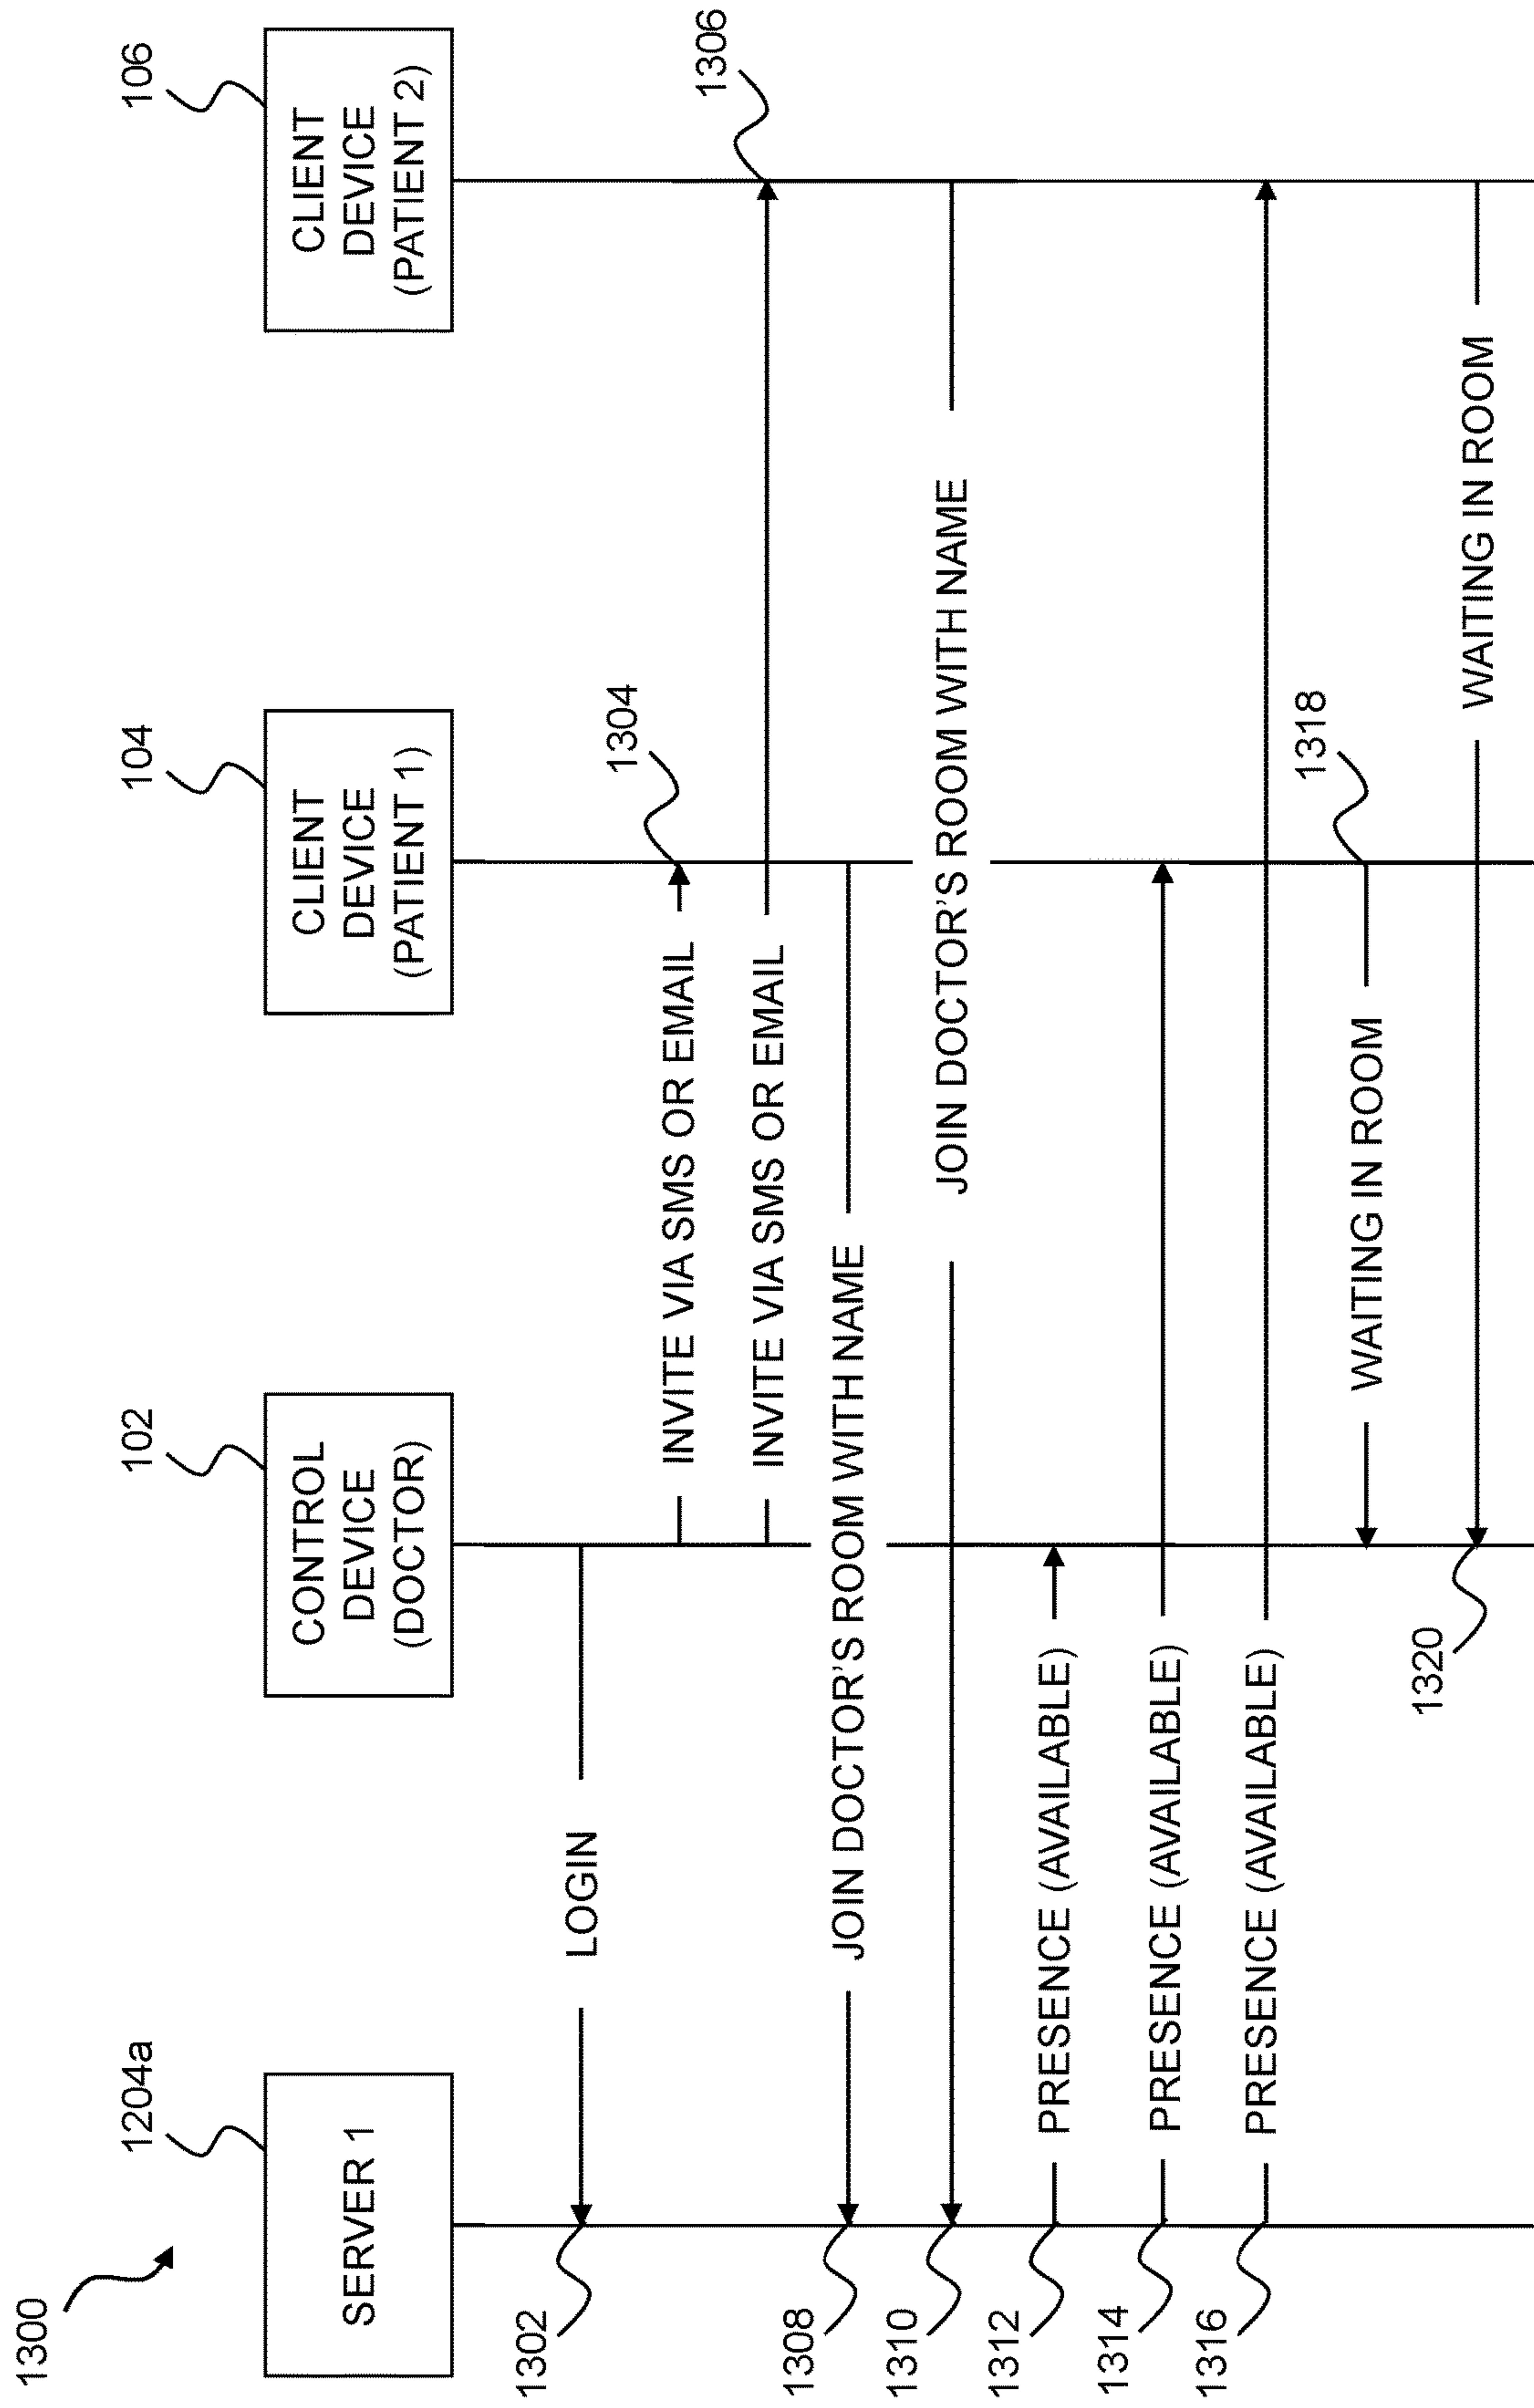 1300
1204a
102
104
106
SERVER 1
CONTROL
DEVICE
(DOCTOR)
CLIENT
DEVICE
(PATIENT 1)
CLIENT
DEVICE
(PATIENT 2)
1302
LOGIN
INVITE VIA SMS OR EMAIL
1304
INVITE VIA SMS OR EMAIL
1306
1308
JOIN DOCTOR'S ROOM WITH NAME
1310
JOIN DOCTOR'S ROOM WITH NAME
1312
PRESENCE (AVAILABLE)
1314
PRESENCE (AVAILABLE)
1316
PRESENCE (AVAILABLE)
WAITING IN ROOM
1318
1320
WAITING IN ROOM